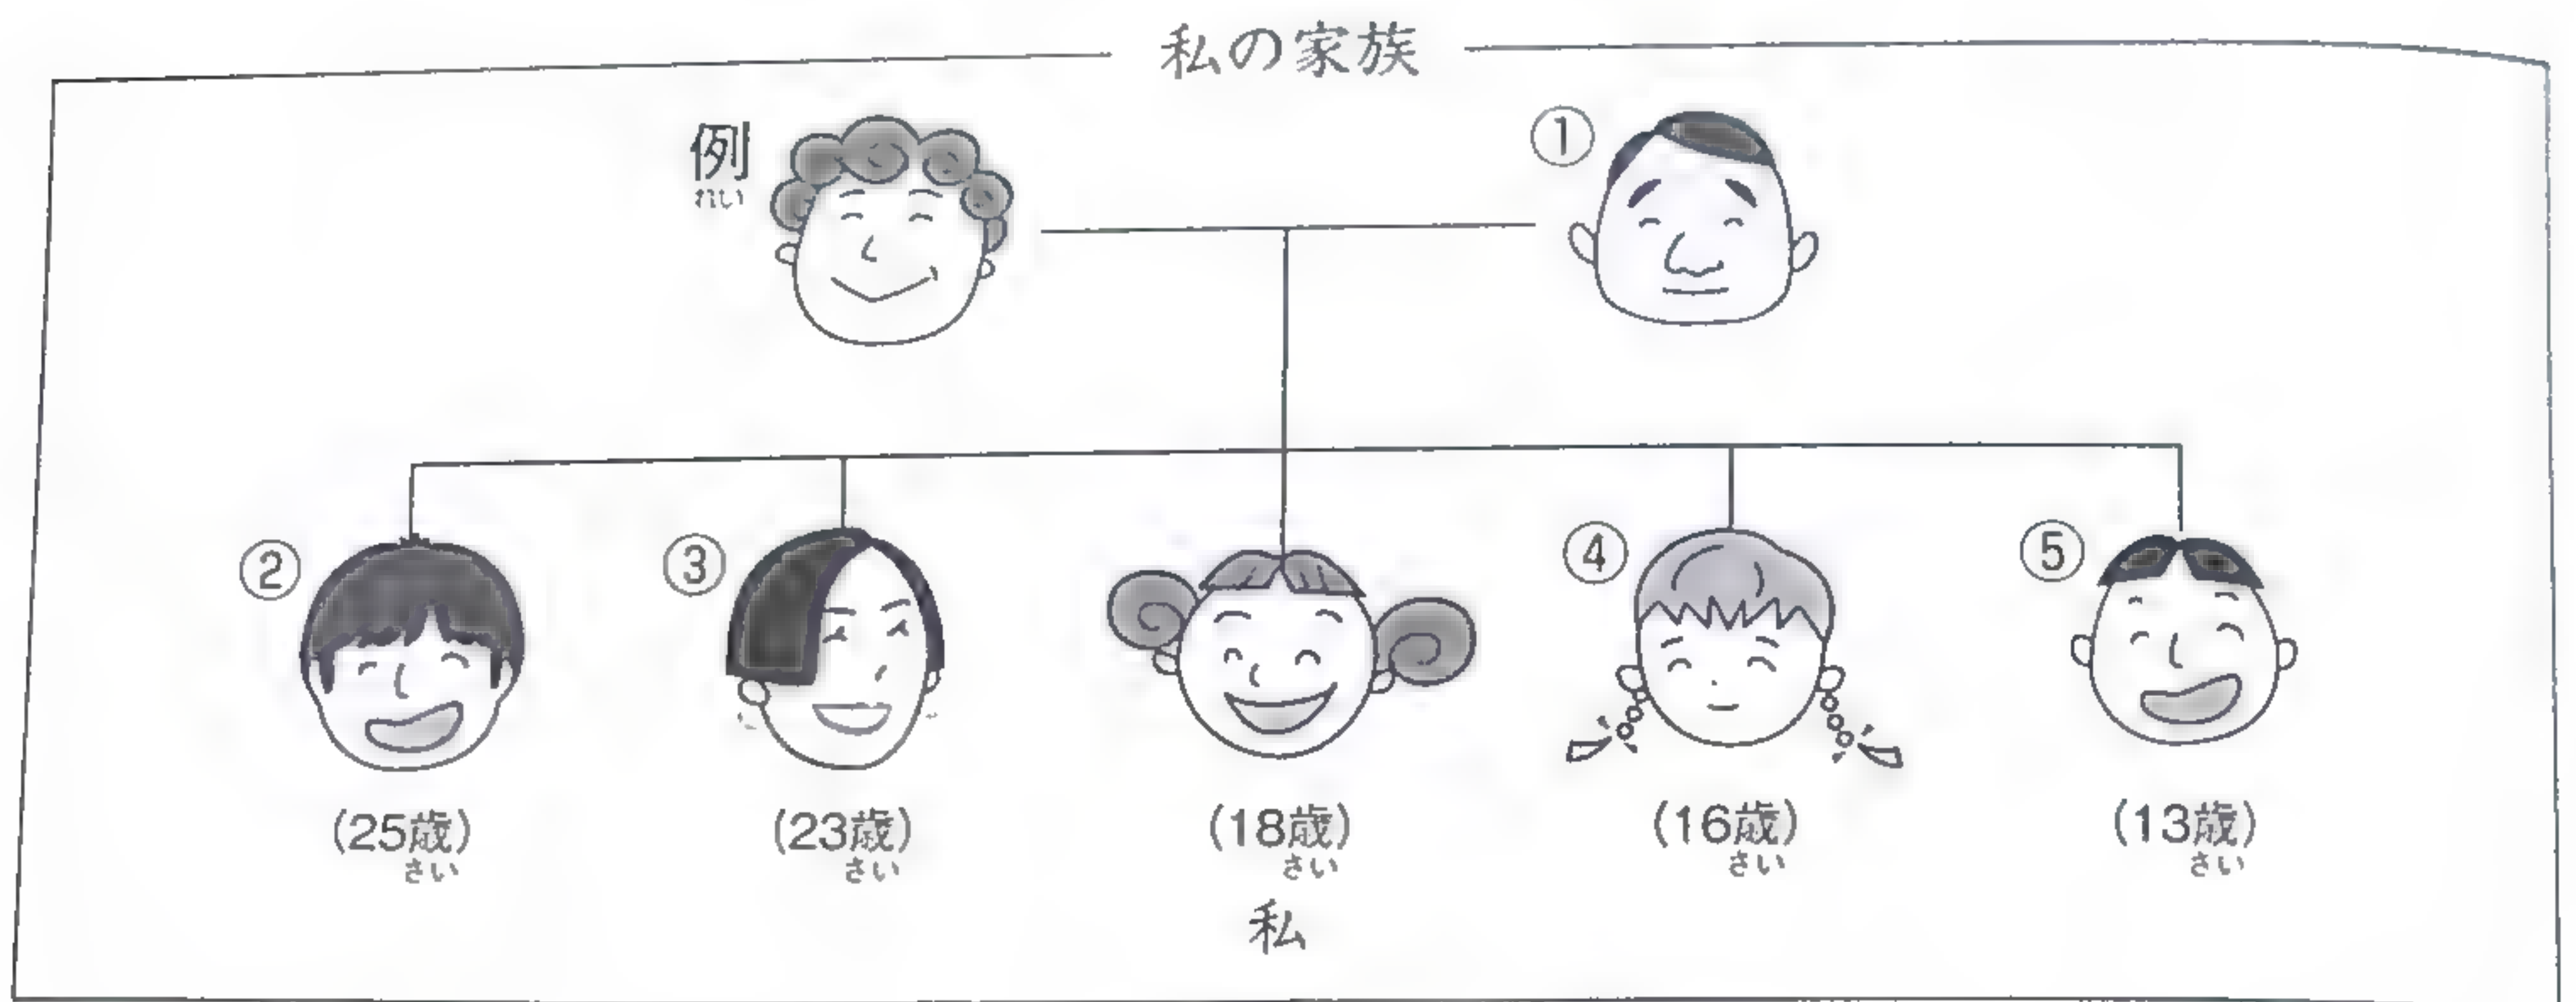 私の家族
例
れい
①
②
③
④
⑤
(25歳)
さい
(23歳)
さい
(18歳)
さい
(16歳)
さい
(13歳)
さい
私